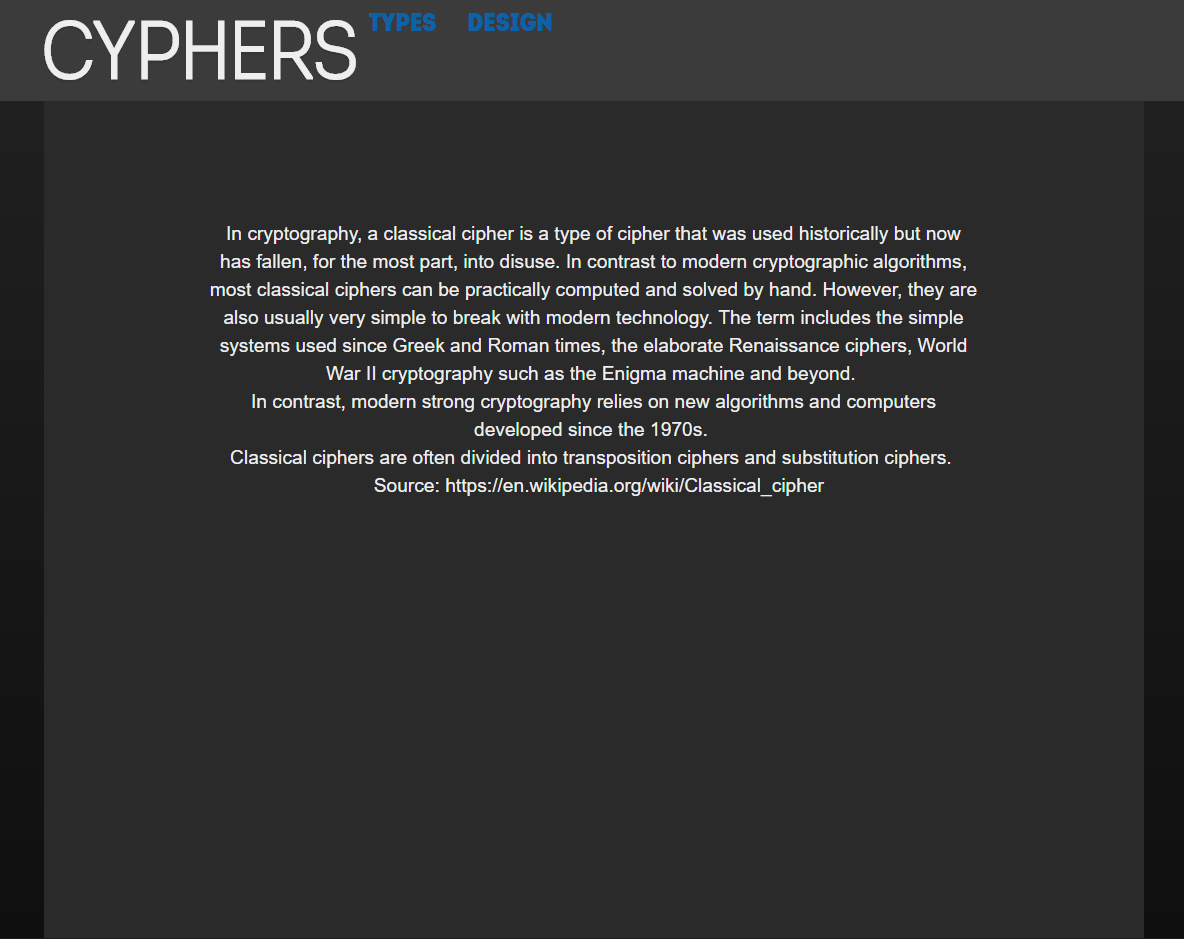 CYPHERS
TYPES DESIGN
In cryptography, a classical cipher is a type of cipher that was used historically but now
has fallen, for the most part, into disuse. In contrast to modern cryptographic algorithms,
most classical ciphers can be practically computed and solved by hand. However, they are
also usually very simple to break with modern technology. The term includes the simple
systems used since Greek and Roman times, the elaborate Renaissance ciphers, World
War II cryptography such as the Enigma machine and beyond.
In contrast, modern strong cryptography relies on new algorithms and computers
developed since the 1970s.
Classical ciphers are often divided into transposition ciphers and substitution ciphers.
Source: https://en.wikipedia.org/wiki/Classical_cipher